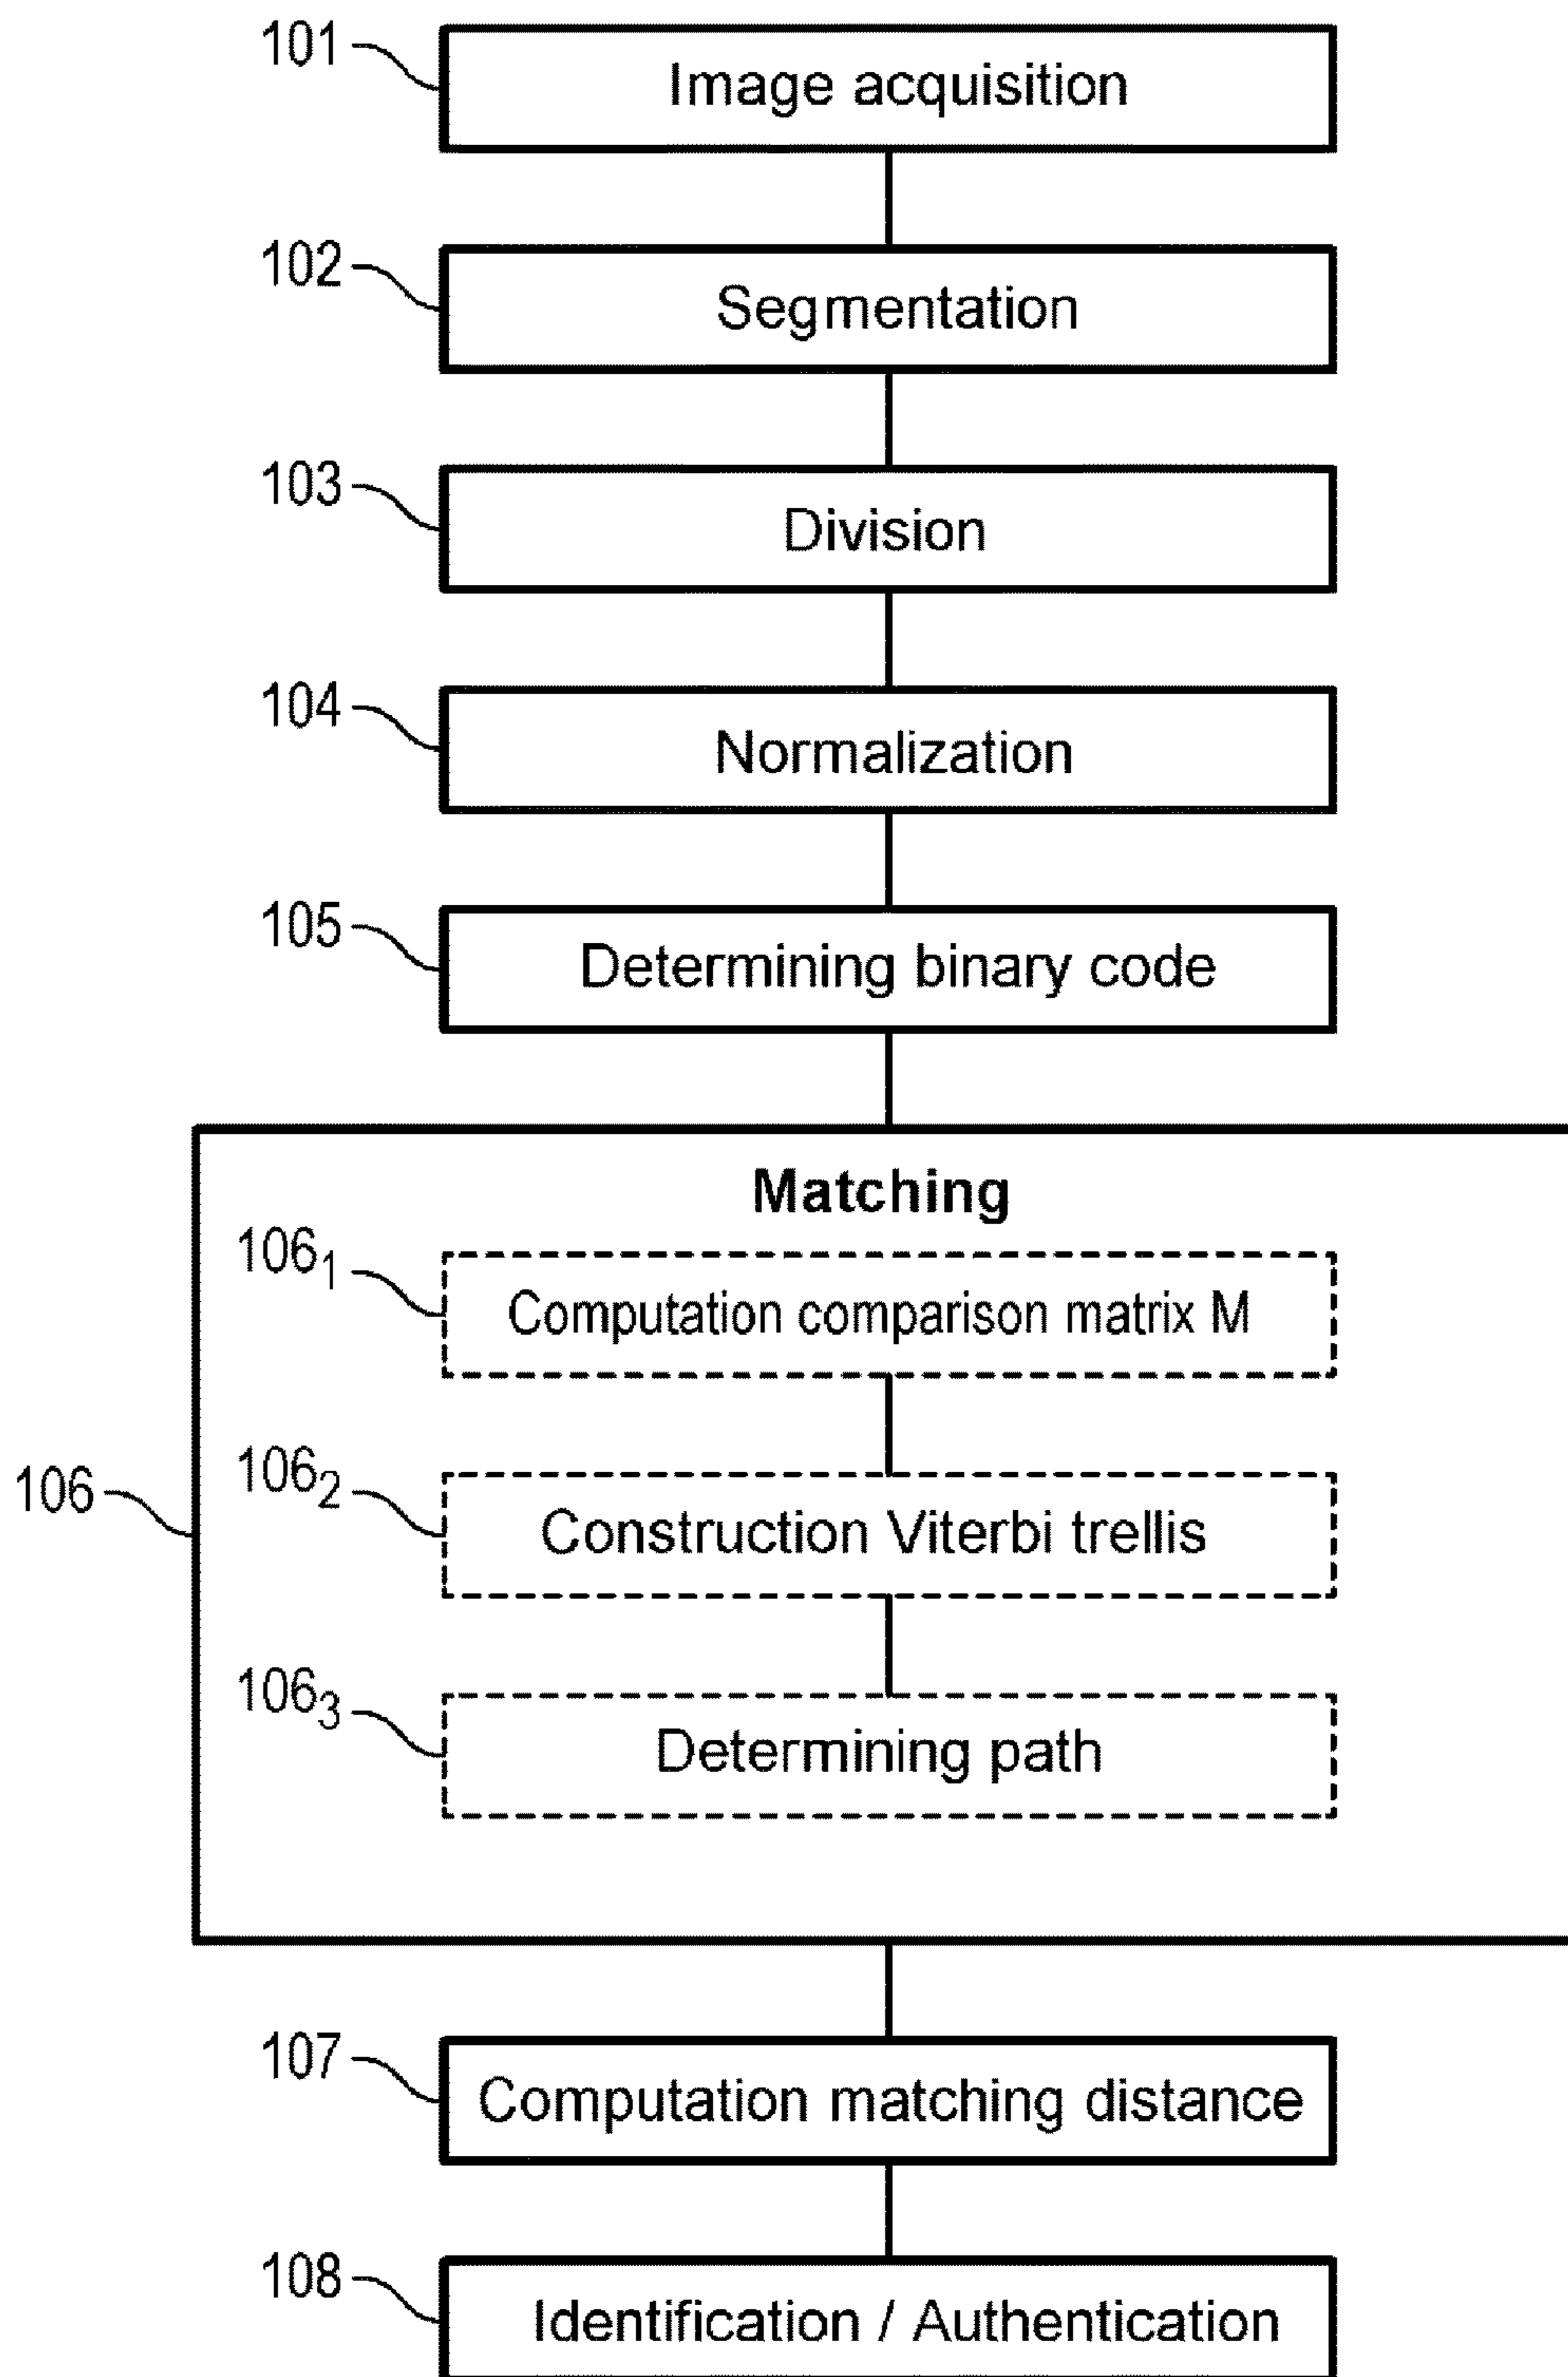 101 Image acquisition
102 Segmentation
103 Division
104 Normalization
105 Determining binary code
Matching
106₁ Computation comparison matrix M
106 106₂ Construction Viterbi trellis
106₃ Determining path
107 Computation matching distance
108 Identification / Authentication